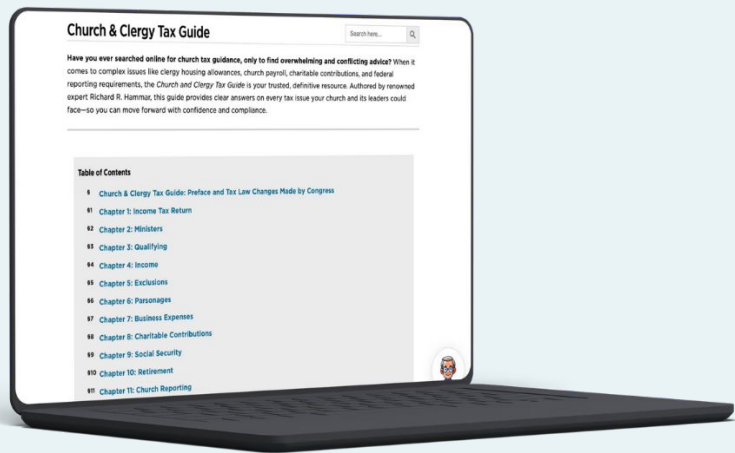 Church & Clergy Tax Guide
Search here...
Have you ever searched online for church tax guidance, only to find overwhelming and conflicting advice? When it
comes to complex issues like clergy housing allowances, church payroll, charitable contributions, and federal
reporting requirements, the Church and Clergy Tax Guide is your trusted, definitive resource. Authored by renowned
expert Richard R. Hammar, this guide provides clear answers on every tax issue your church and its leaders could
face—so you can move forward with confidence and compliance.
Table of Contents
§ Church & Clergy Tax Guide: Preface and Tax Law Changes Made by Congress
§1 Chapter 1: Income Tax Return
§2 Chapter 2: Ministers
§3 Chapter 3: Qualifying
§4 Chapter 4: Income
§5 Chapter 5: Exclusions
§6 Chapter 6: Parsonages
§7 Chapter 7: Business Expenses
§8 Chapter 8: Charitable Contributions
§9 Chapter 9: Social Security
§10 Chapter 10: Retirement
§11 Chapter 11: Church Reporting